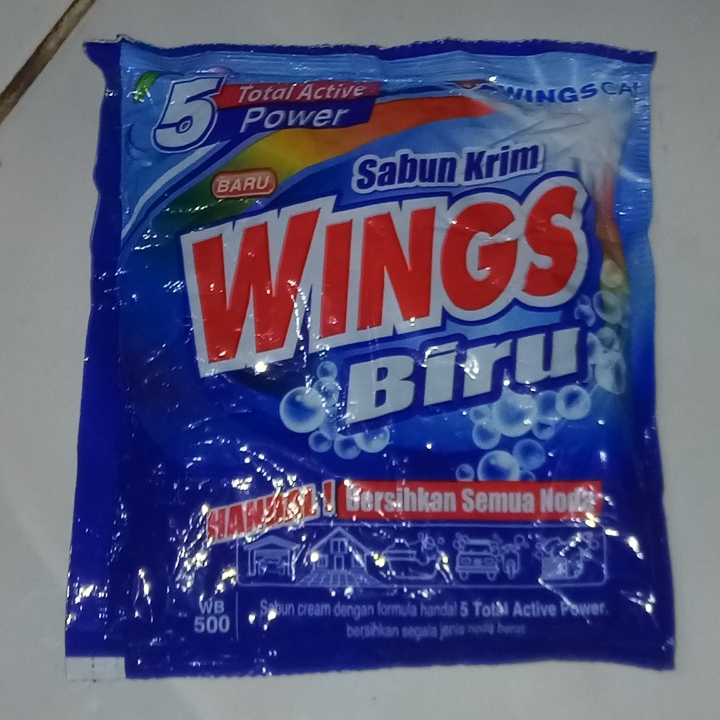 5 Total Active
Power
WINGSCA
BARU
Sabun Krim
WINGS
Biru
HANDAL! Bersihkan Semua Noda
WB
500
Sabun cream dengan formula handal 5 Total Active Power
bersihkan segala jenis noda berat